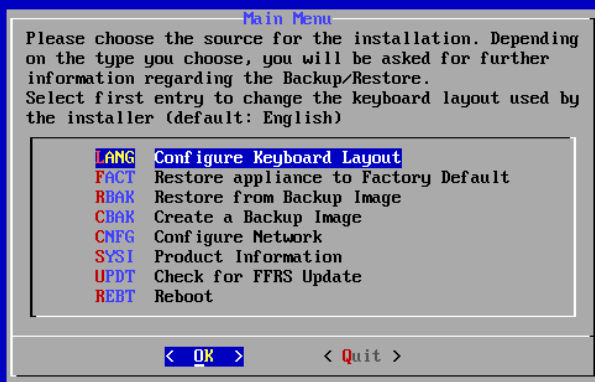 Main Menu
Please choose the source for the installation. Depending
on the type you choose, you will be asked for further
information regarding the Backup/Restore.
Select first entry to change the keyboard layout used by
the installer (default: English)
LANG Configure Keyboard Layout
FACT Restore appliance to Factory Default
RBAK Restore from Backup Image
CBAK Create a Backup Image
CNFG Configure Network
SYSI Product Information
UPDT Check for FFRS Update
REBT Reboot
< OK > < Quit >